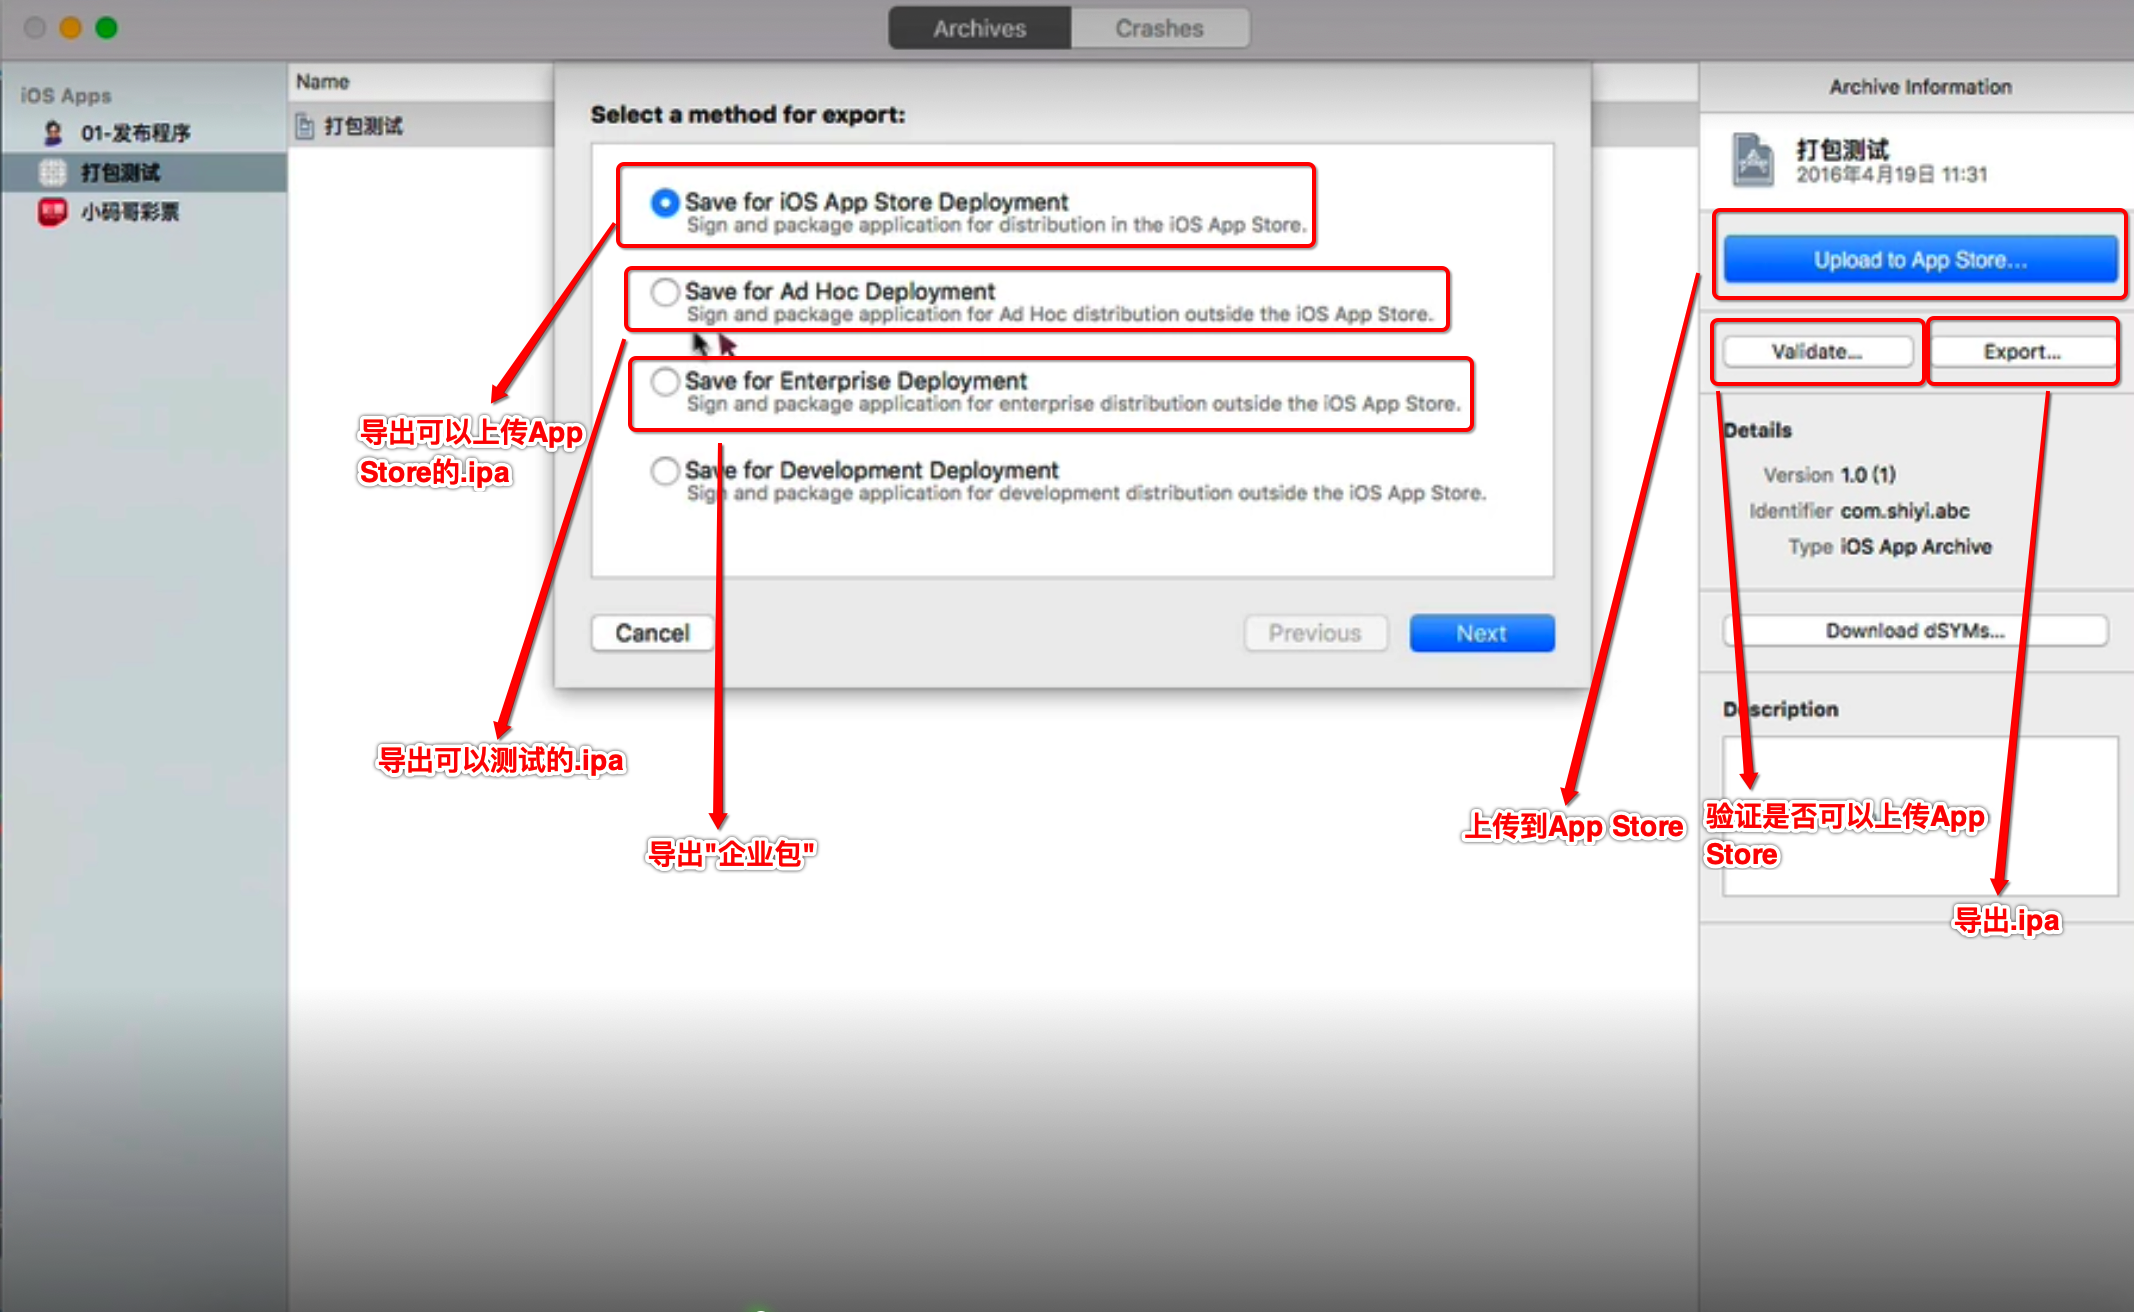 Archives
Crashes
iOS Apps
01-发布程序
打包测试
小码哥彩票
Name
打包测试
Select a method for export:
Save for iOS App Store Deployment
Sign and package application for distribution in the iOS App Store.
Save for Ad Hoc Deployment
Sign and package application for Ad Hoc distribution outside the iOS App Store.
Save for Enterprise Deployment
Sign and package application for enterprise distribution outside the iOS App Store.
Save for Development Deployment
Sign and package application for development distribution outside the iOS App Store.
Cancel
Previous
Next
导出可以上传App
Store的.ipa
导出可以测试的.ipa
导出"企业包"
Archive Information
打包测试
2016年4月19日 11:31
Upload to App Store...
Validate...
Export...
Details
Version 1.0 (1)
Identifier com.shiyi.abc
Type iOS App Archive
Download dSYMs...
Description
上传到App Store
验证是否可以上传App
Store
导出.ipa